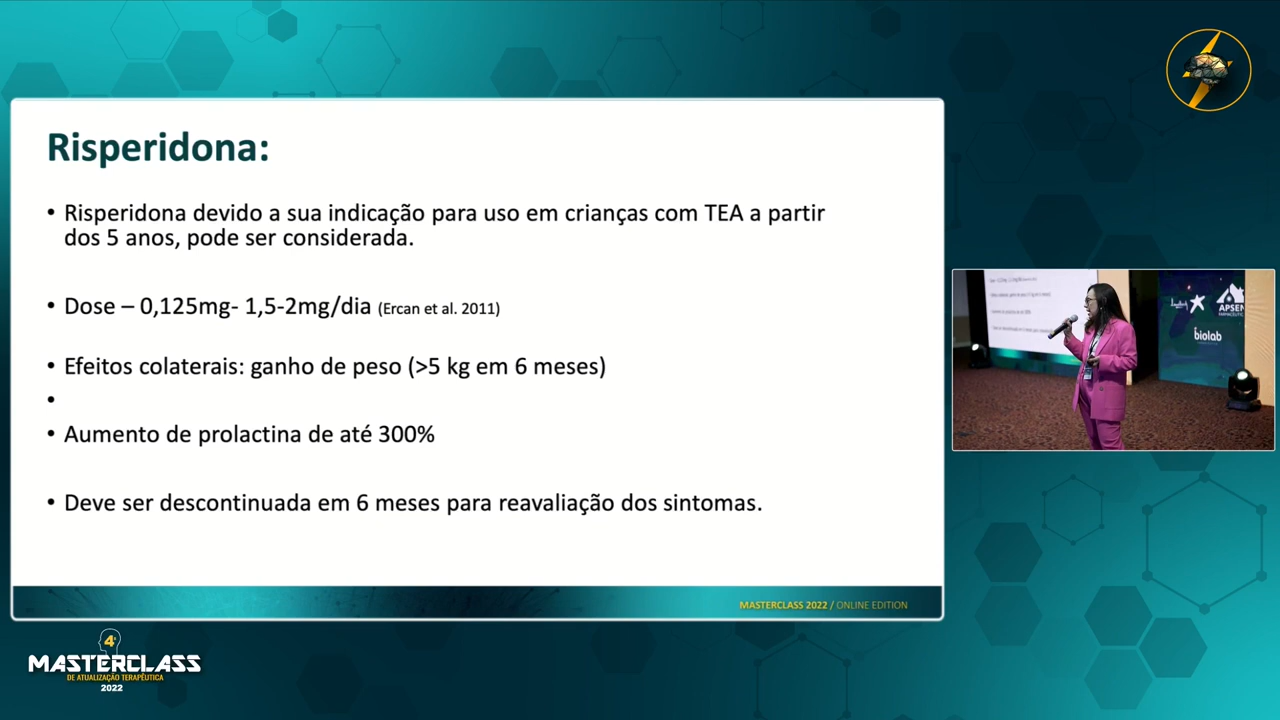 Risperidona:
• Risperidona devido a sua indicação para uso em crianças com TEA a partir
dos 5 anos, pode ser considerada.
• Dose – 0,125mg- 1,5-2mg/dia (Ercan et al. 2011)
• Efeitos colaterais: ganho de peso (>5 kg em 6 meses)
•
• Aumento de prolactina de até 300%
• Deve ser descontinuada em 6 meses para reavaliação dos sintomas.
MASTERCLASS 2022 / ONLINE EDITION
APSEN
biolab
4ª
MASTERCLASS
DE ATUALIZAÇÃO TERAPÊUTICA
2022